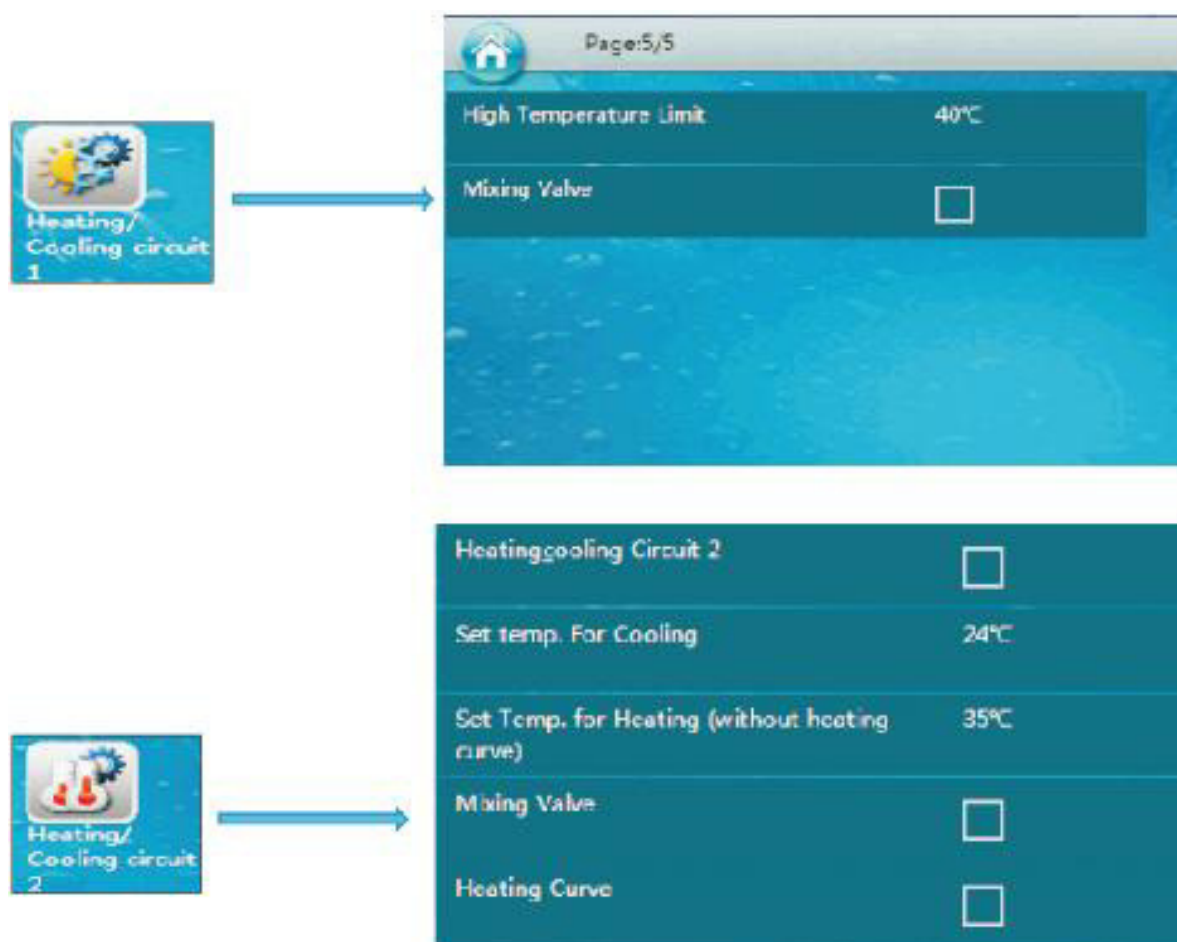 Page:5/5
High Temperature Limit 40℃
Mixing Valve
Heating/
Cooling circuit
1
Heatingcooling Circuit 2
Set temp. For Cooling 24℃
Set Temp. for Heating (without heating 35℃
curve)
Mixing Valve
Heating Curve
Heating/
Cooling circuit
2